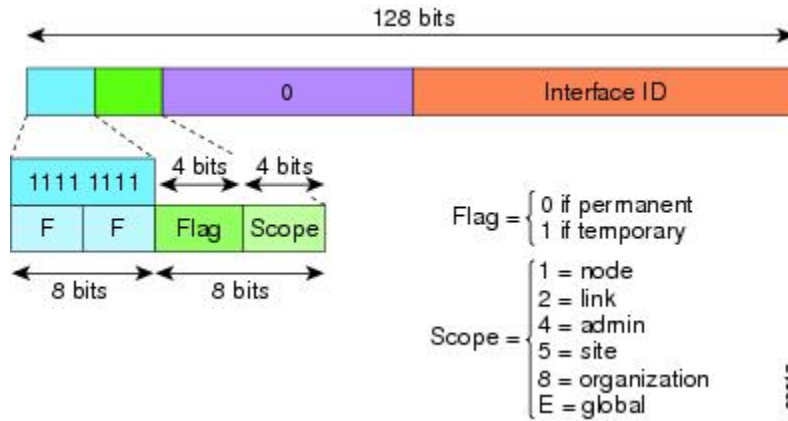 128 bits
0
Interface ID
4 bits 4 bits
1111 1111
F F Flag Scope
8 bits 8 bits
Flag = 0 if permanent
1 if temporary
Scope = 1 = node
2 = link
4 = admin
5 = site
8 = organization
E = global